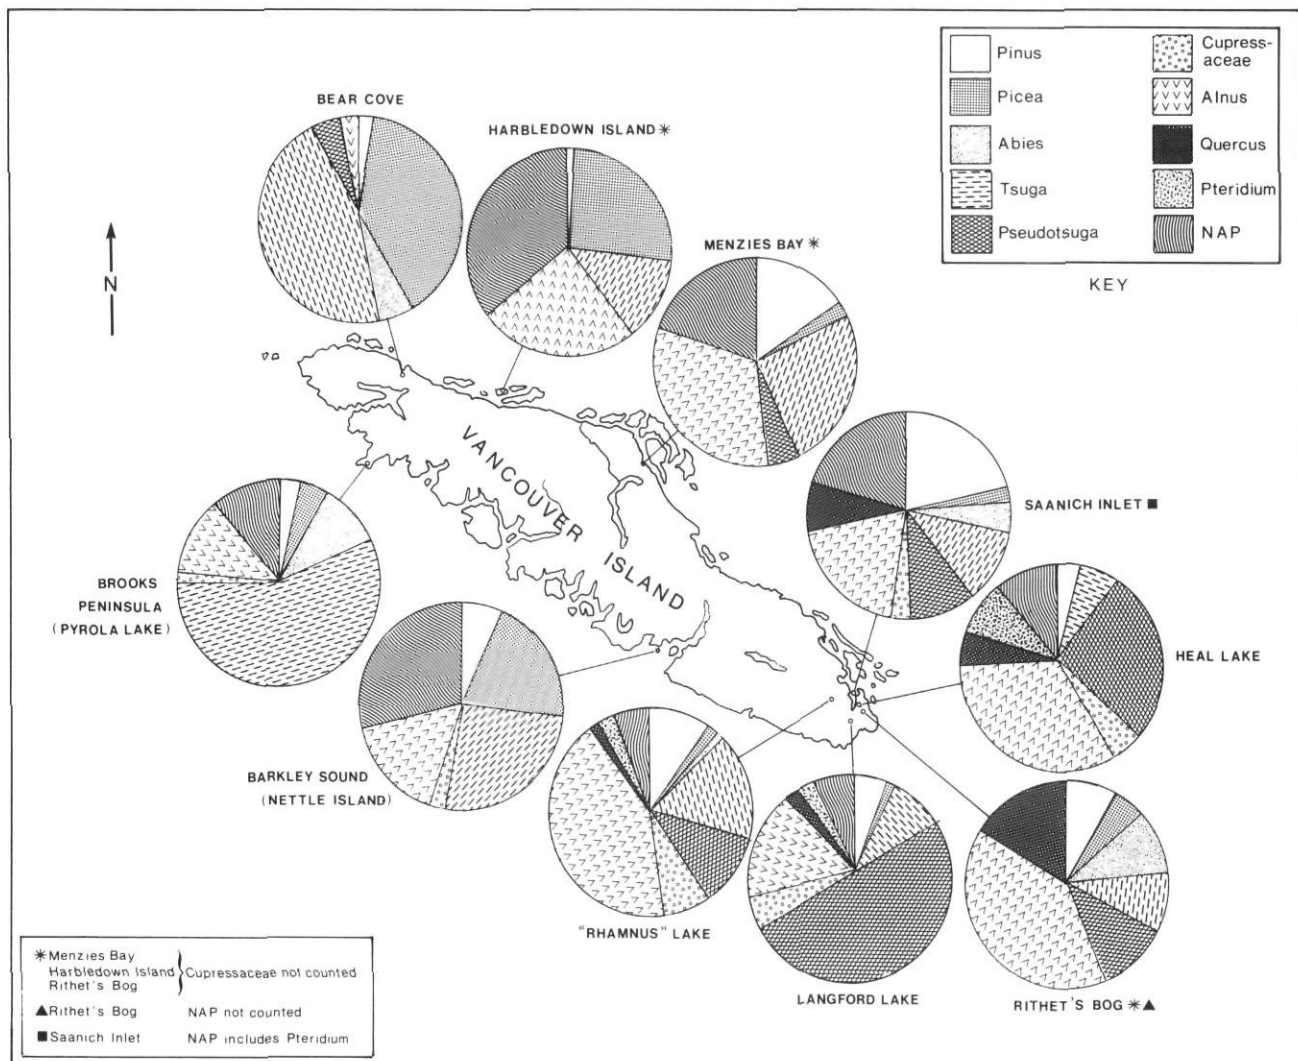 Pinus
Picea
Abies
Tsuga
Pseudotsuga
Cupress-
aceae
Alnus
Quercus
Pteridium
NAP
KEY
N
BEAR COVE
HARBLEDOWN ISLAND *
MENZIES BAY *
SAANICH INLET ■
HEAL LAKE
RITHET'S BOG *▲
LANGFORD LAKE
"RHAMNUS" LAKE
BARKLEY SOUND
(NETTLE ISLAND)
BROOKS
PENINSULA
(PYROLA LAKE)
VANCOUVER
ISLAND
* Menzies Bay
Harbledown Island } Cupressaceae not counted
Rithet's Bog
▲ Rithet's Bog NAP not counted
■ Saanich Inlet NAP includes Pteridium